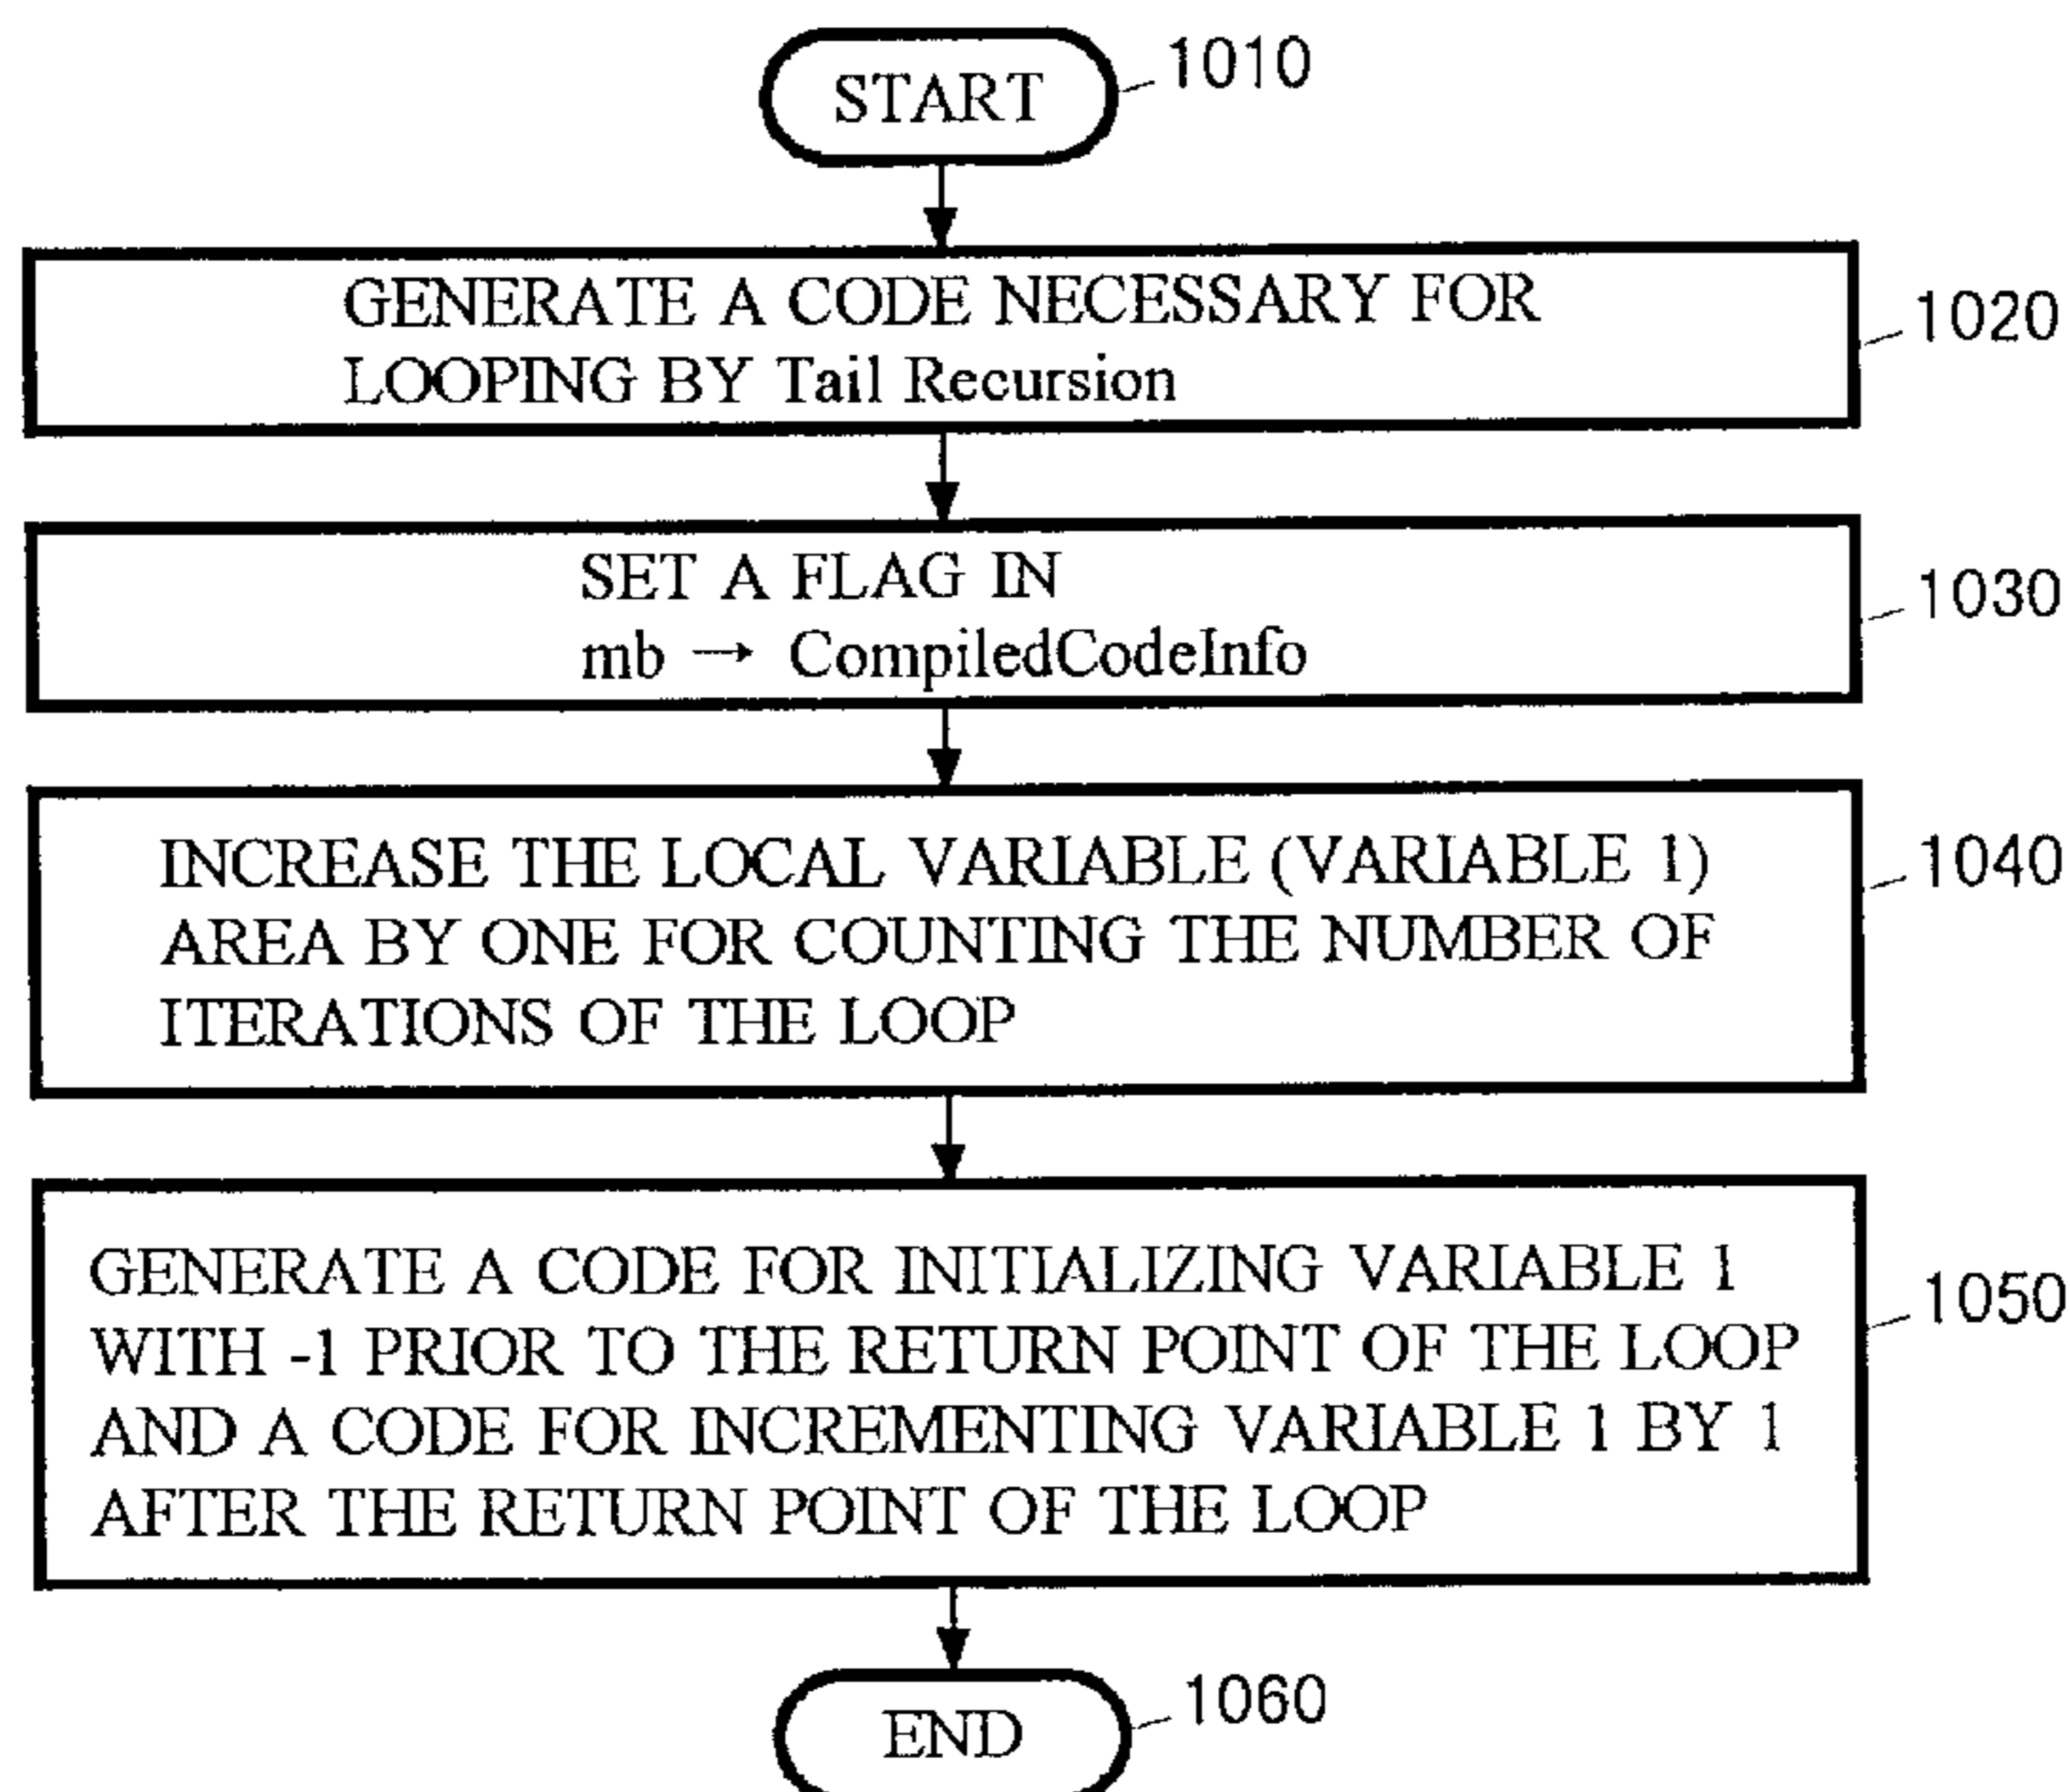 START
1010
GENERATE A CODE NECESSARY FOR
LOOPING BY Tail Recursion
1020
SET A FLAG IN
mb → CompiledCodeInfo
1030
INCREASE THE LOCAL VARIABLE (VARIABLE 1)
AREA BY ONE FOR COUNTING THE NUMBER OF
ITERATIONS OF THE LOOP
1040
GENERATE A CODE FOR INITIALIZING VARIABLE 1
WITH -1 PRIOR TO THE RETURN POINT OF THE LOOP
AND A CODE FOR INCREMENTING VARIABLE 1 BY 1
AFTER THE RETURN POINT OF THE LOOP
1050
END
1060